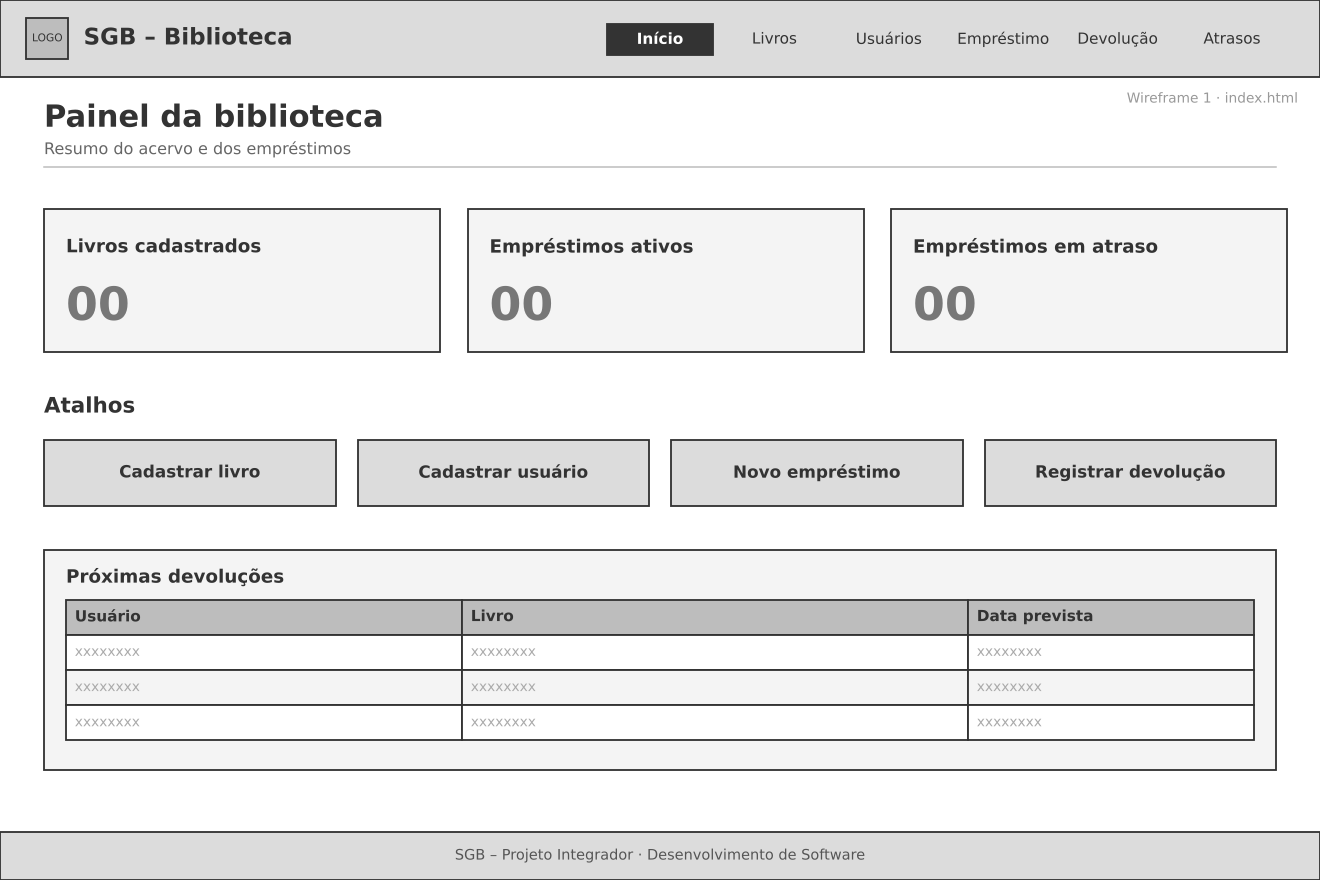 LOGO
SGB – Biblioteca
Início Livros Usuários Empréstimo Devolução Atrasos
Wireframe 1 · index.html
Painel da biblioteca
Resumo do acervo e dos empréstimos
Livros cadastrados Empréstimos ativos Empréstimos em atraso
00 00 00
Atalhos
Cadastrar livro Cadastrar usuário Novo empréstimo Registrar devolução
Próximas devoluções
Usuário Livro Data prevista
xxxxxxxx xxxxxxxx xxxxxxxx
xxxxxxxx xxxxxxxx xxxxxxxx
xxxxxxxx xxxxxxxx xxxxxxxx
SGB – Projeto Integrador · Desenvolvimento de Software